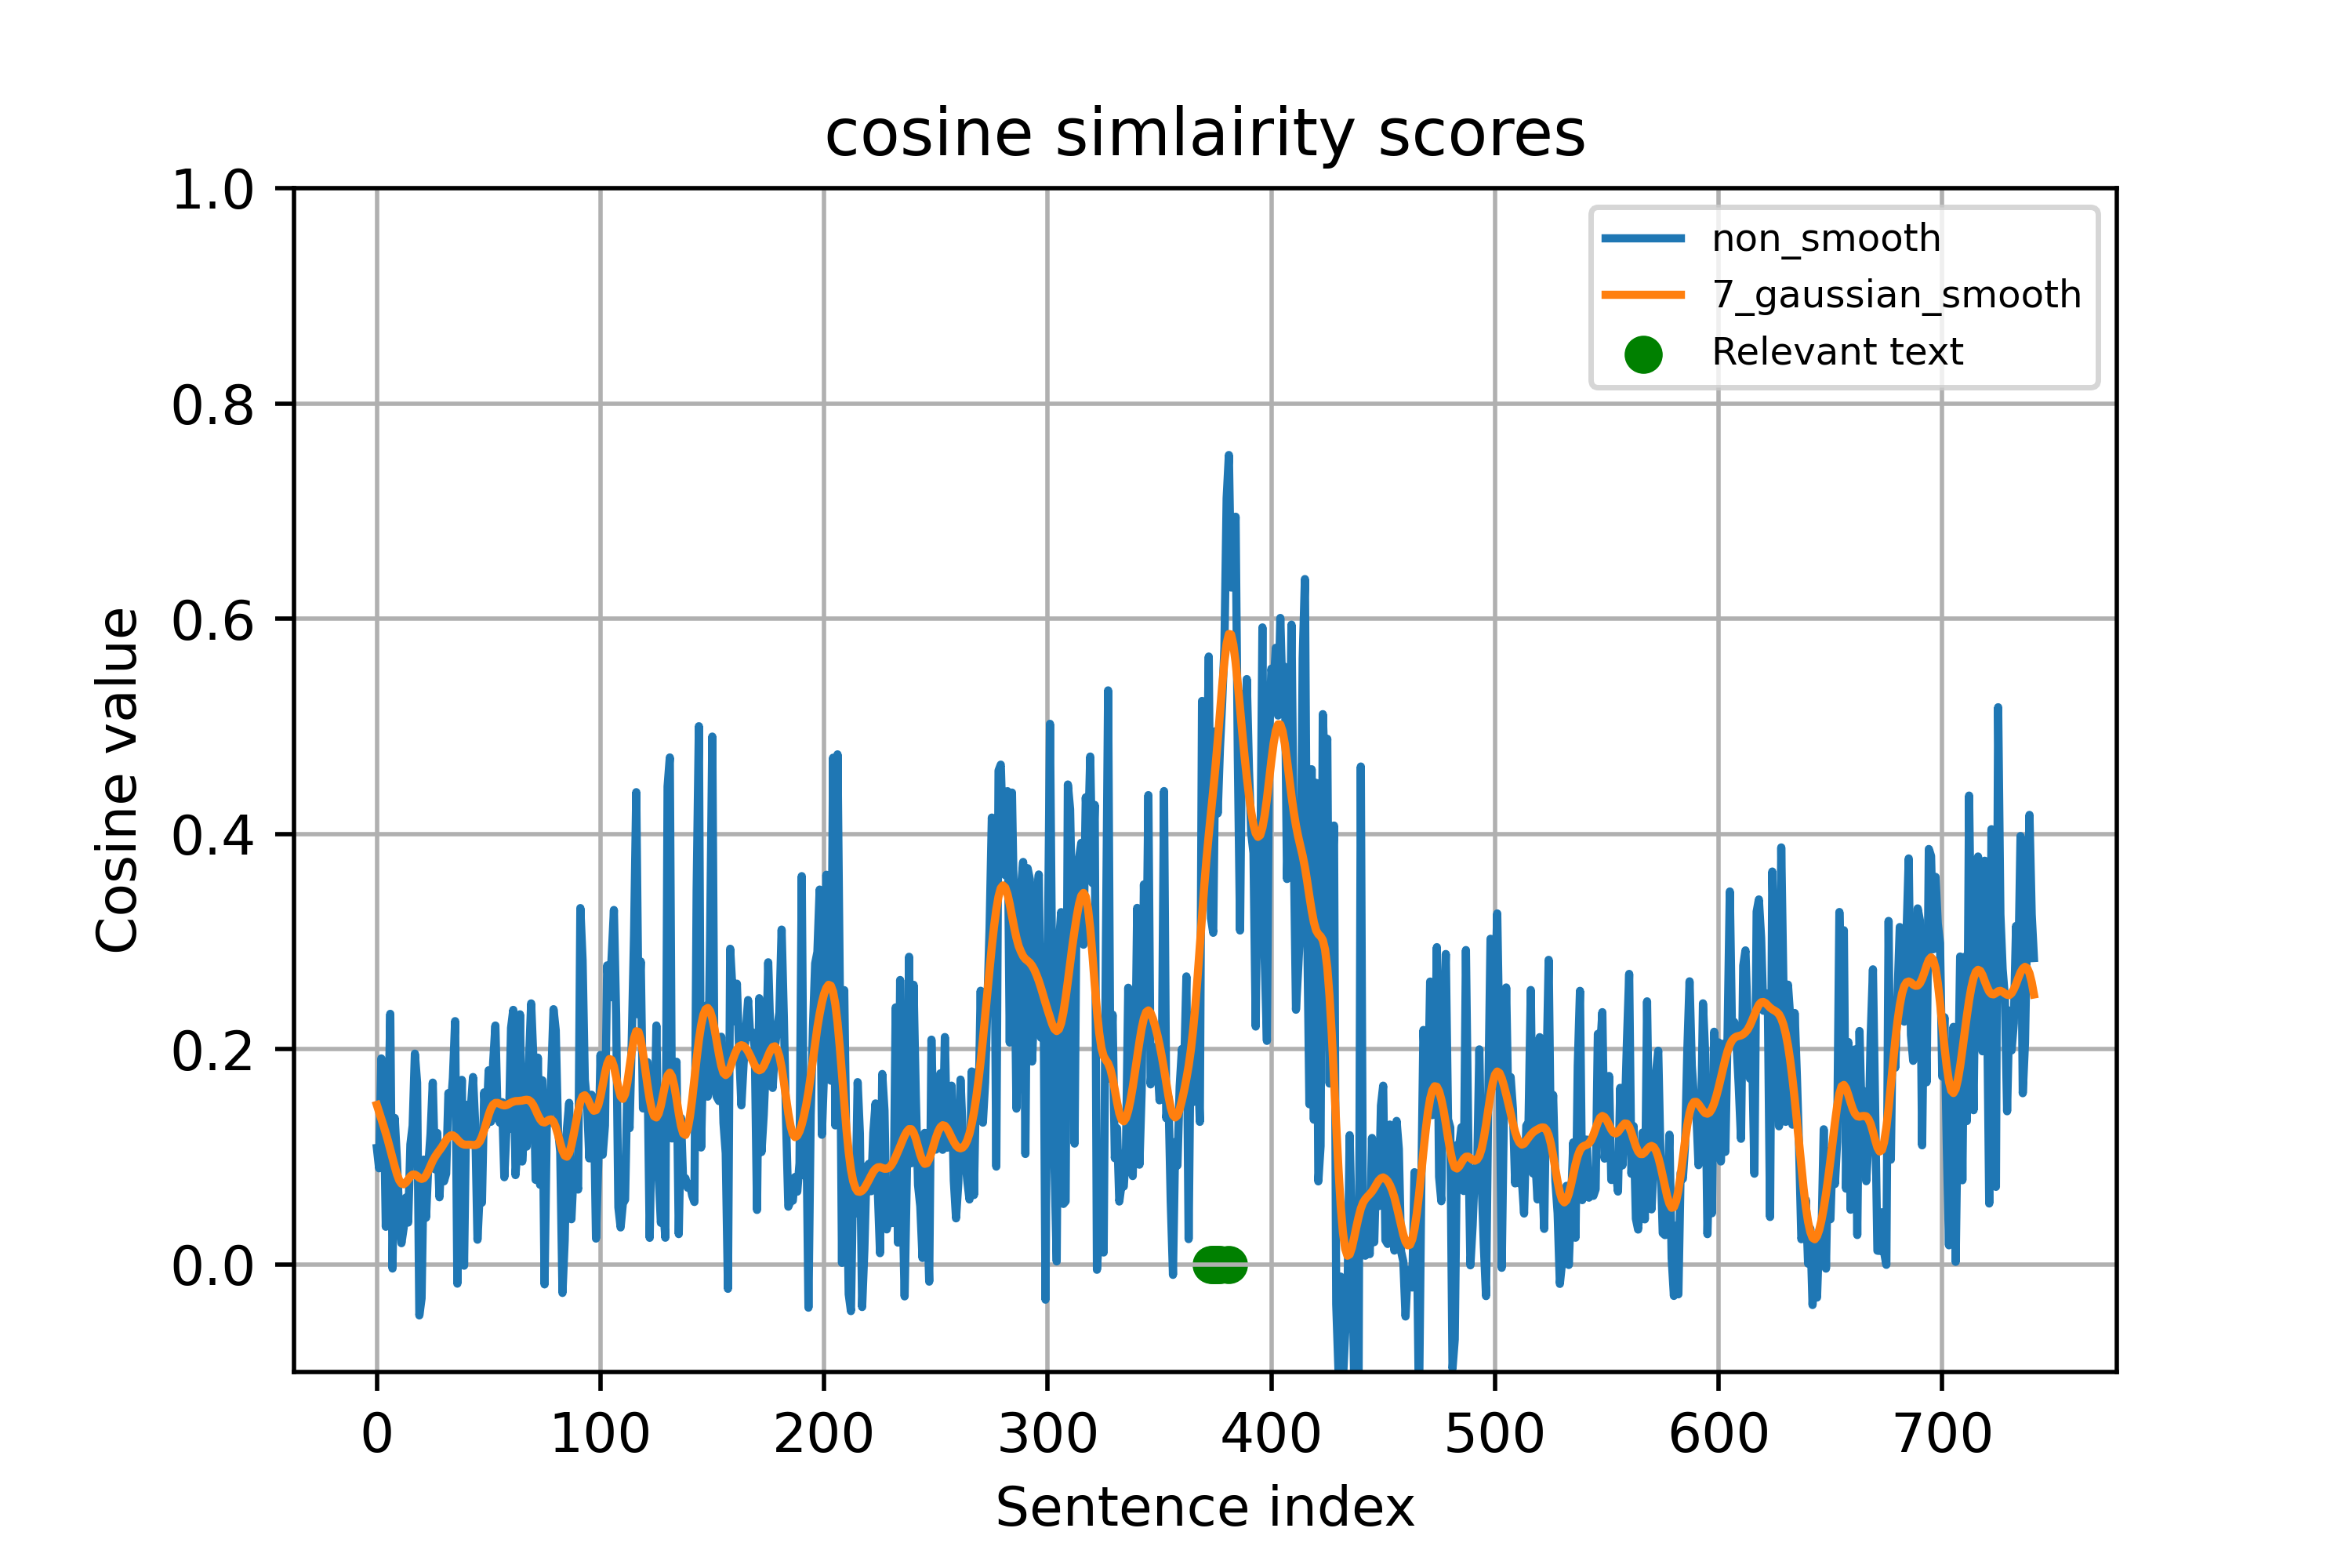 cosine simlairity scores
1.0
0.8
0.6
0.4
0.2
0.0
Cosine value
non_smooth
7_gaussian_smooth
Relevant text
0 100 200 300 400 500 600 700
Sentence index